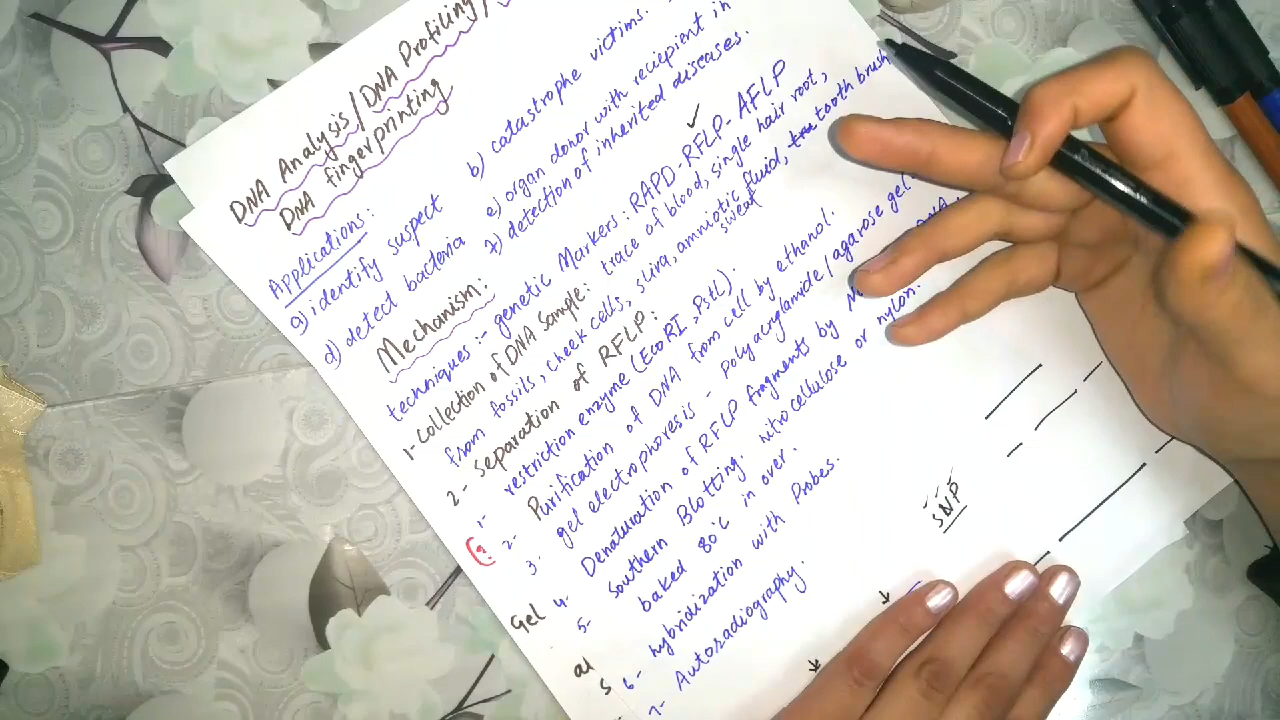 DNA Analysis/DNA Profiling/
DNA fingerprinting
Applications:
a) identify suspect b) catastrophe victims.
d) detect bacteria e) organ donor with reciepient in
7) detection of inherited diseases.
Mechanism:
techniques :- genetic Markers: RAPD-RFLP-AFLP
1- Collection of DNA Sample: trace of blood, single hair root,
from fossils, cheek cells, slira, amniotic fluid, tooth brush
sweat
2- Separation of RFLP:
1- restriction enzyme (EcoRI, PstI).
2- Purification of DNA from cell by ethanol.
3- gel electrophoresis - Polyacrylamide/agarose gel.
4- Denaturation of RFLP fragments by
5- Southern Blotting. nitrocellulose or nylon.
baked 80°C in over.
6- hybridization with Probes.
7- Autoradiography.
Gel
SNP